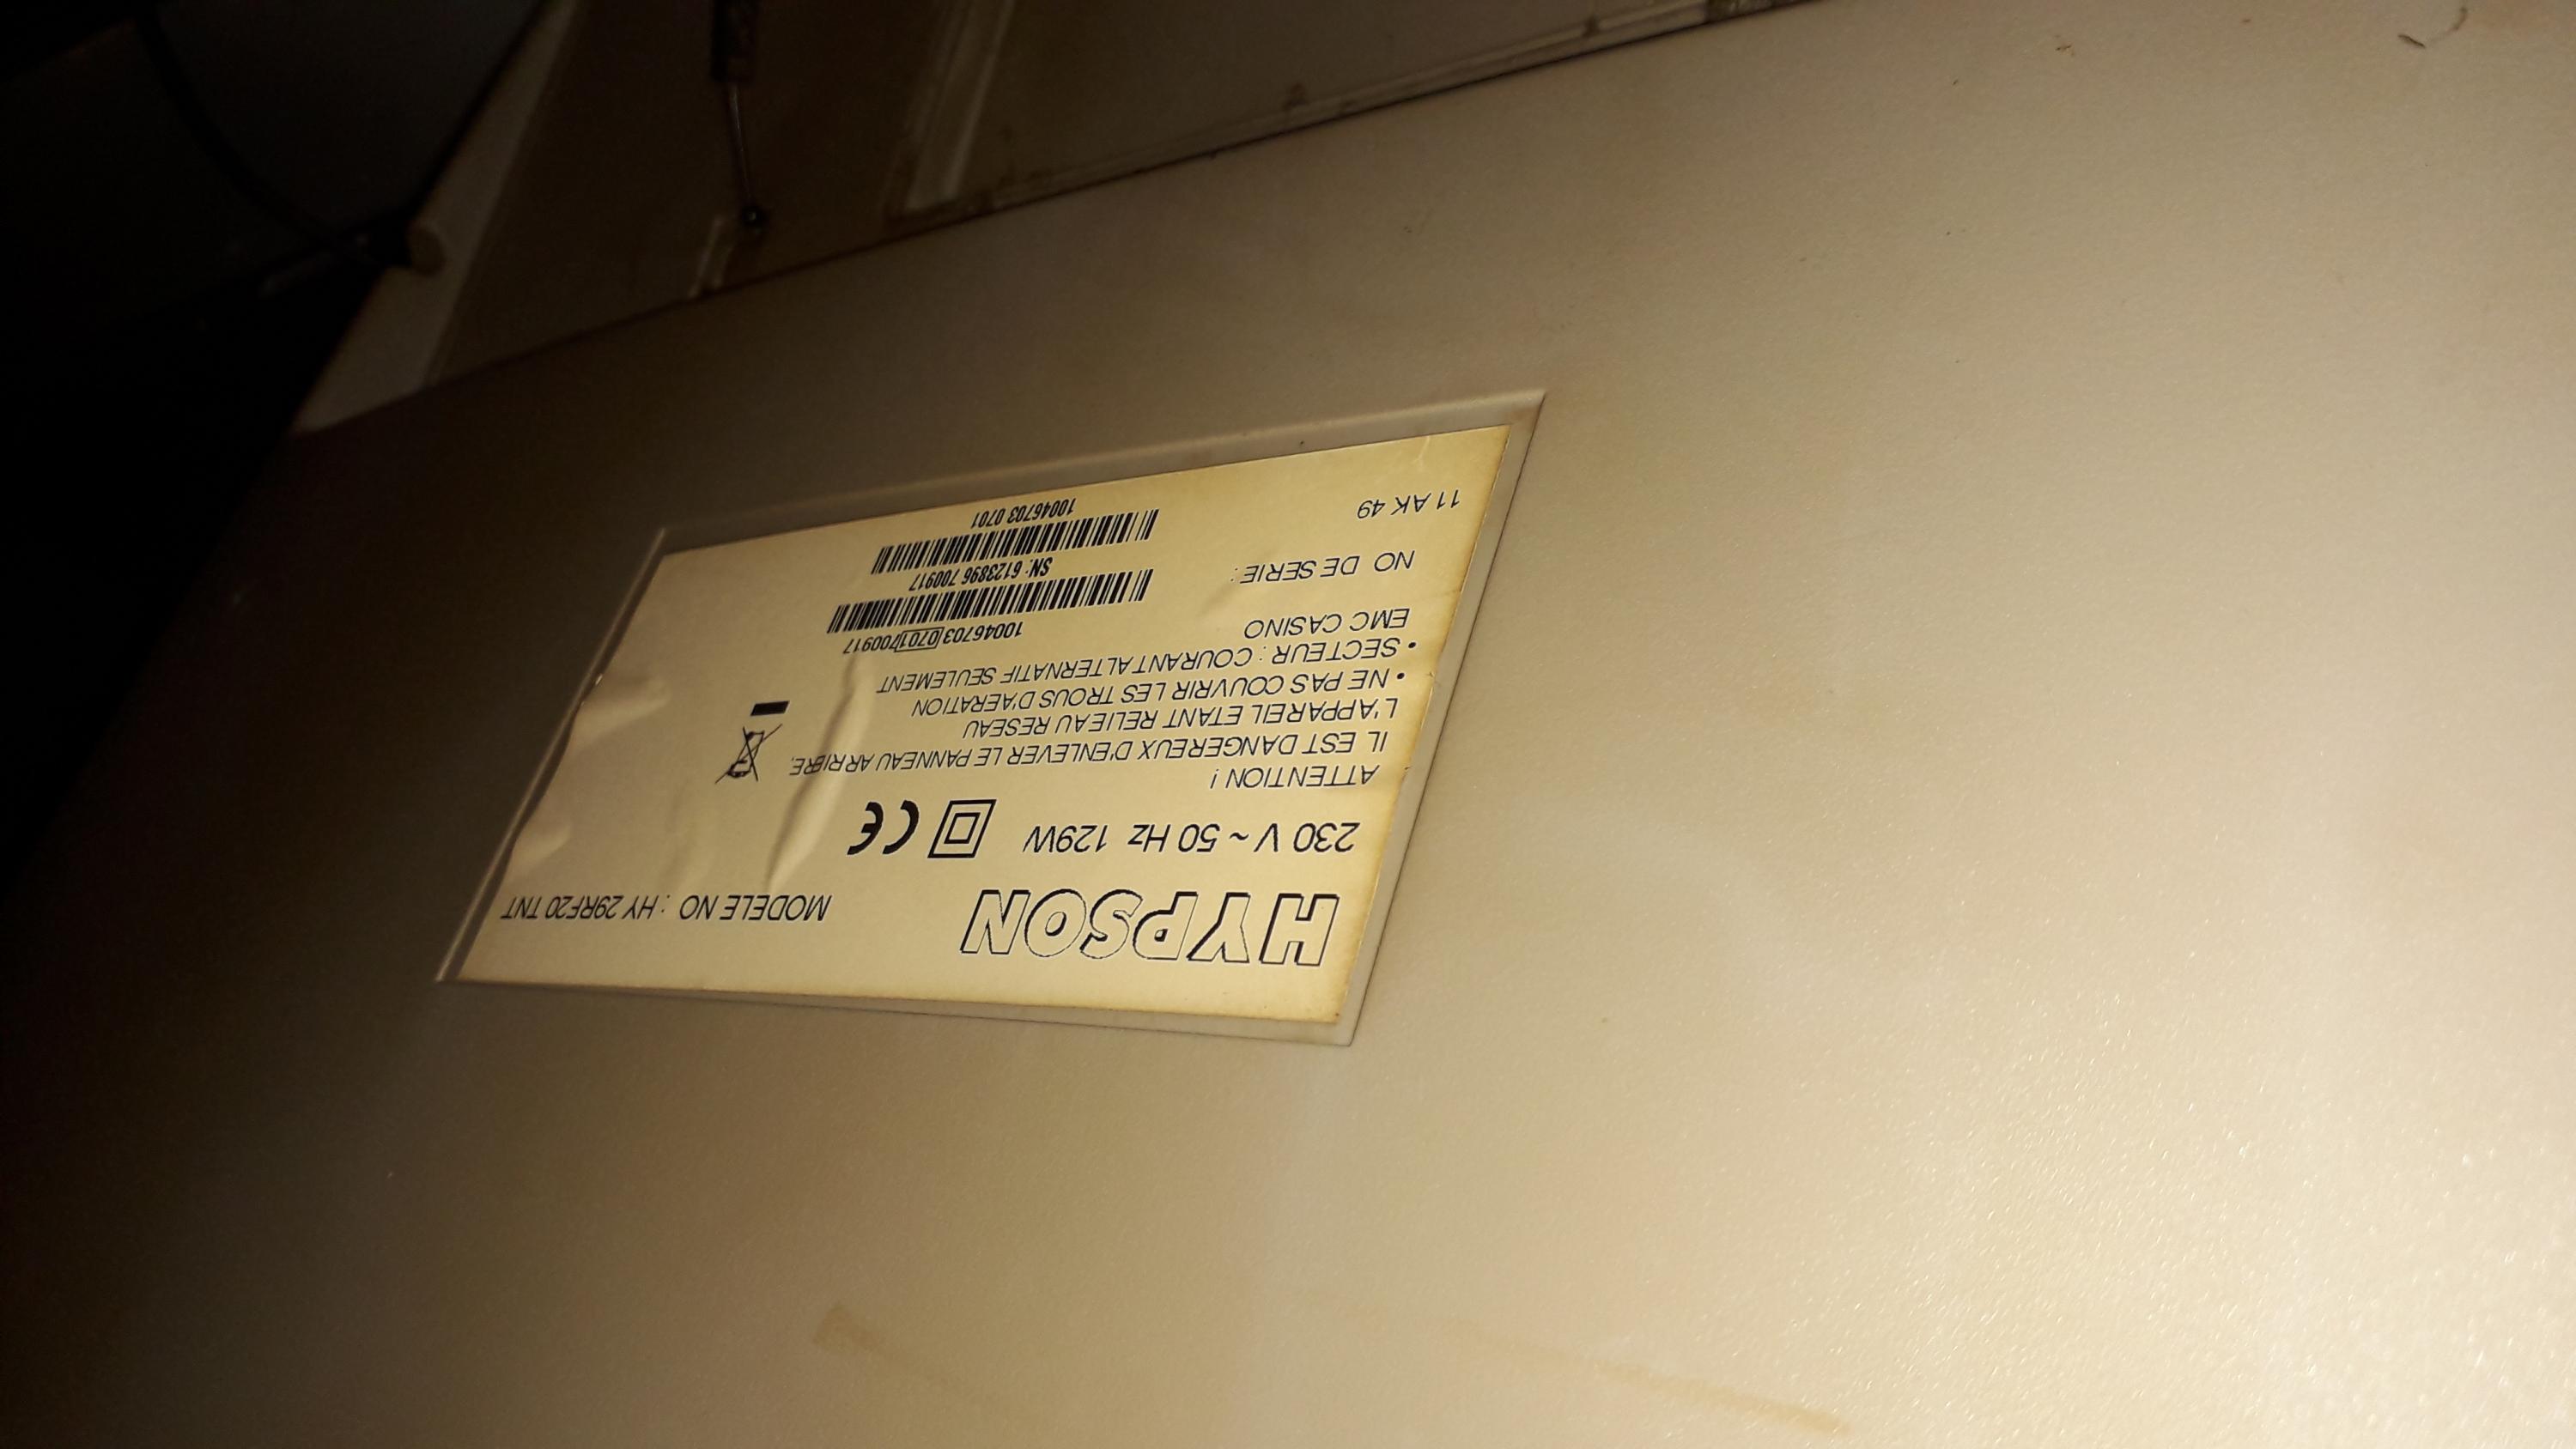 HYPSON
MODELE NO : HY 29RF20 TNT
230 V ~ 50 Hz 129W
CE
ATTENTION !
IL EST DANGEREUX D'ENLEVER LE PANNEAU ARRIERE,
L'APPAREIL ETANT RELIE AU RESEAU
• NE PAS COUVRIR LES TROUS D'AERATION
• SECTEUR : COURANT ALTERNATIF SEULEMENT
EMC CASINO
10046703 0701 700917
NO DE SERIE :
SN: 6123896 700917
11 AK 49
10046703 0701